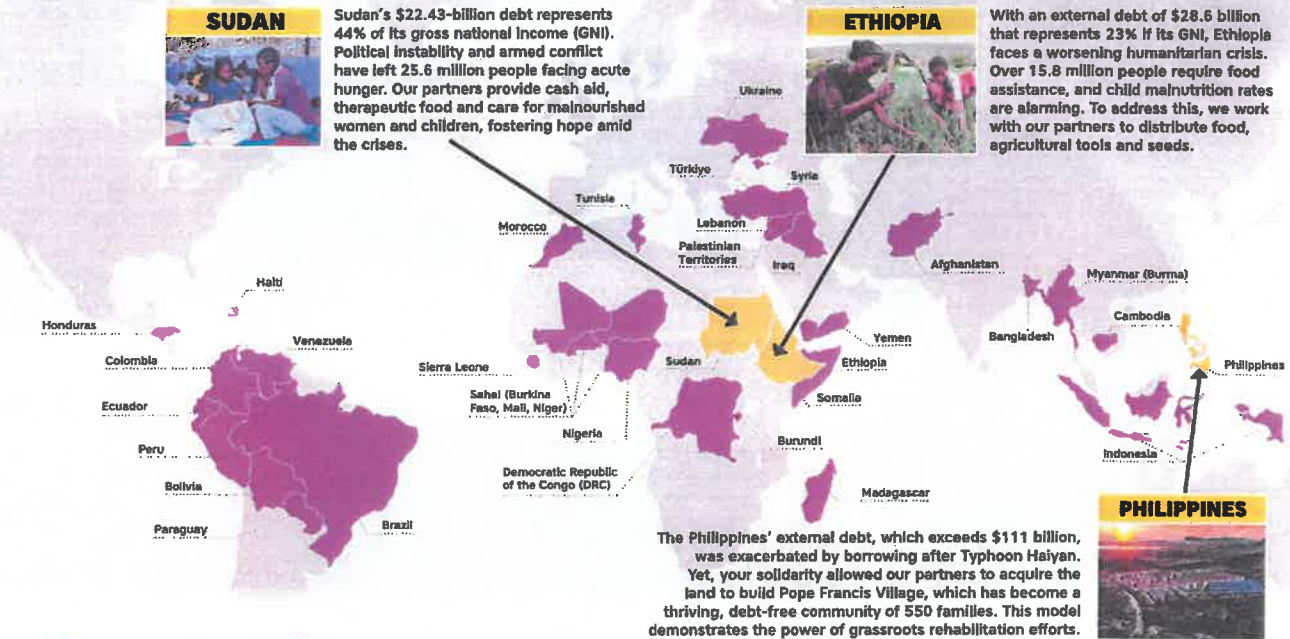 SUDAN
Sudan's $22.43-billion debt represents
44% of its gross national income (GNI).
Political instability and armed conflict
have left 25.6 million people facing acute
hunger. Our partners provide cash aid,
therapeutic food and care for malnourished
women and children, fostering hope amid
the crises.
ETHIOPIA
With an external debt of $28.6 billion
that represents 23% if its GNI, Ethiopia
faces a worsening humanitarian crisis.
Over 15.8 million people require food
assistance, and child malnutrition rates
are alarming. To address this, we work
with our partners to distribute food,
agricultural tools and seeds.
Ukraine
Türkiye
Syria
Tunisia
Lebanon
Morocco
Palestinian
Territories
Iraq
Afghanistan
Myanmar (Burma)
Haiti
Honduras
Cambodia
Venezuela
Bangladesh
Yemen
Colombia
Sierra Leone
Sudan
Ethiopia
Philippines
Sahel (Burkina
Faso, Mali, Niger)
Somalia
Ecuador
Nigeria
Burundi
Peru
Indonesia
Democratic Republic
of the Congo (DRC)
Bolivia
Madagascar
Paraguay
Brazil
PHILIPPINES
The Philippines' external debt, which exceeds $111 billion,
was exacerbated by borrowing after Typhoon Haiyan.
Yet, your solidarity allowed our partners to acquire the
land to build Pope Francis Village, which has become a
thriving, debt-free community of 550 families. This model
demonstrates the power of grassroots rehabilitation efforts.